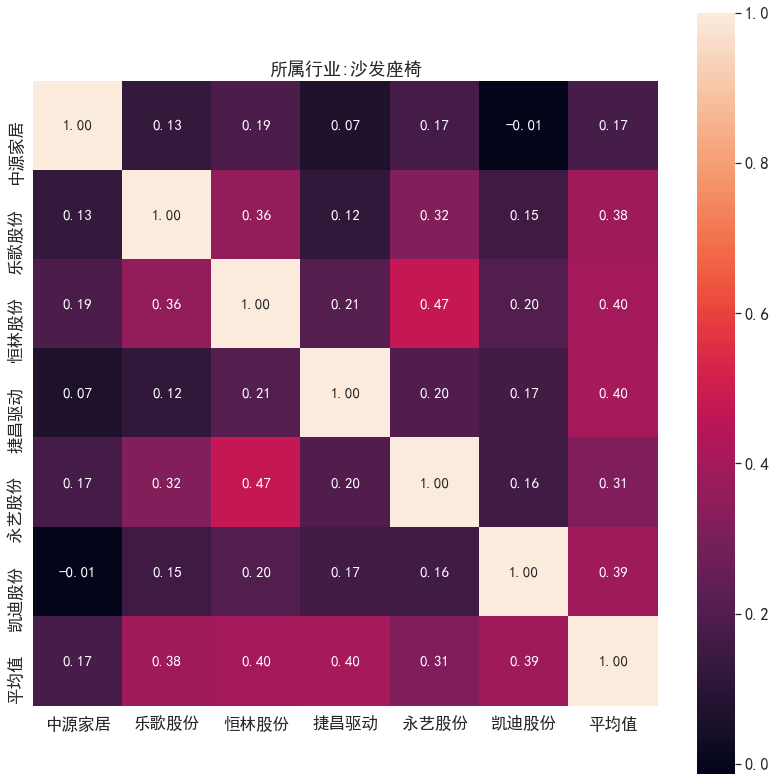 所属行业:沙发座椅
中源家居 1.00 0.13 0.19 0.07 0.17 -0.01 0.17
乐歌股份 0.13 1.00 0.36 0.12 0.32 0.15 0.38
恒林股份 0.19 0.36 1.00 0.21 0.47 0.20 0.40
捷昌驱动 0.07 0.12 0.21 1.00 0.20 0.17 0.40
永艺股份 0.17 0.32 0.47 0.20 1.00 0.16 0.31
凯迪股份 -0.01 0.15 0.20 0.17 0.16 1.00 0.39
平均值 0.17 0.38 0.40 0.40 0.31 0.39 1.00
中源家居 乐歌股份 恒林股份 捷昌驱动 永艺股份 凯迪股份 平均值
1.0
0.8
0.6
0.4
0.2
0.0